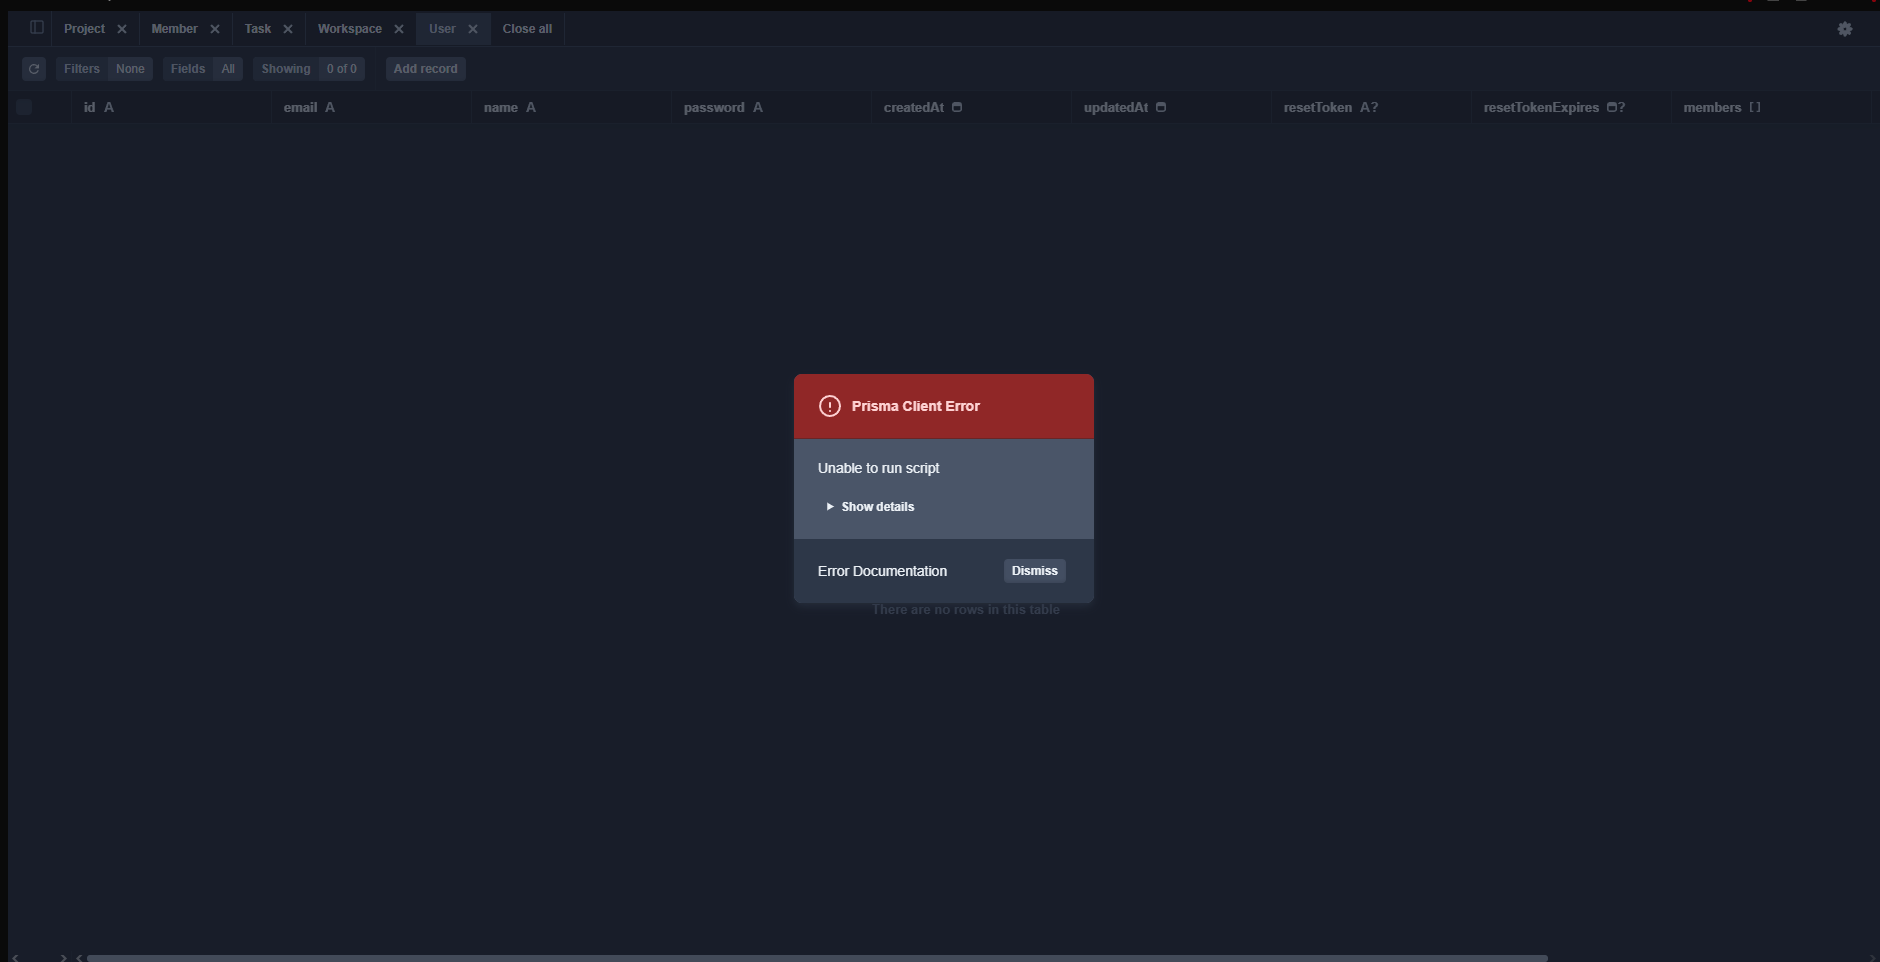 Project Member Task Workspace User Close all
Filters None Fields All Showing 0 of 0 Add record
id A email A name A password A createdAt updatedAt resetToken A? resetTokenExpires ? members []
Prisma Client Error
Unable to run script
Show details
Error Documentation Dismiss
There are no rows in this table